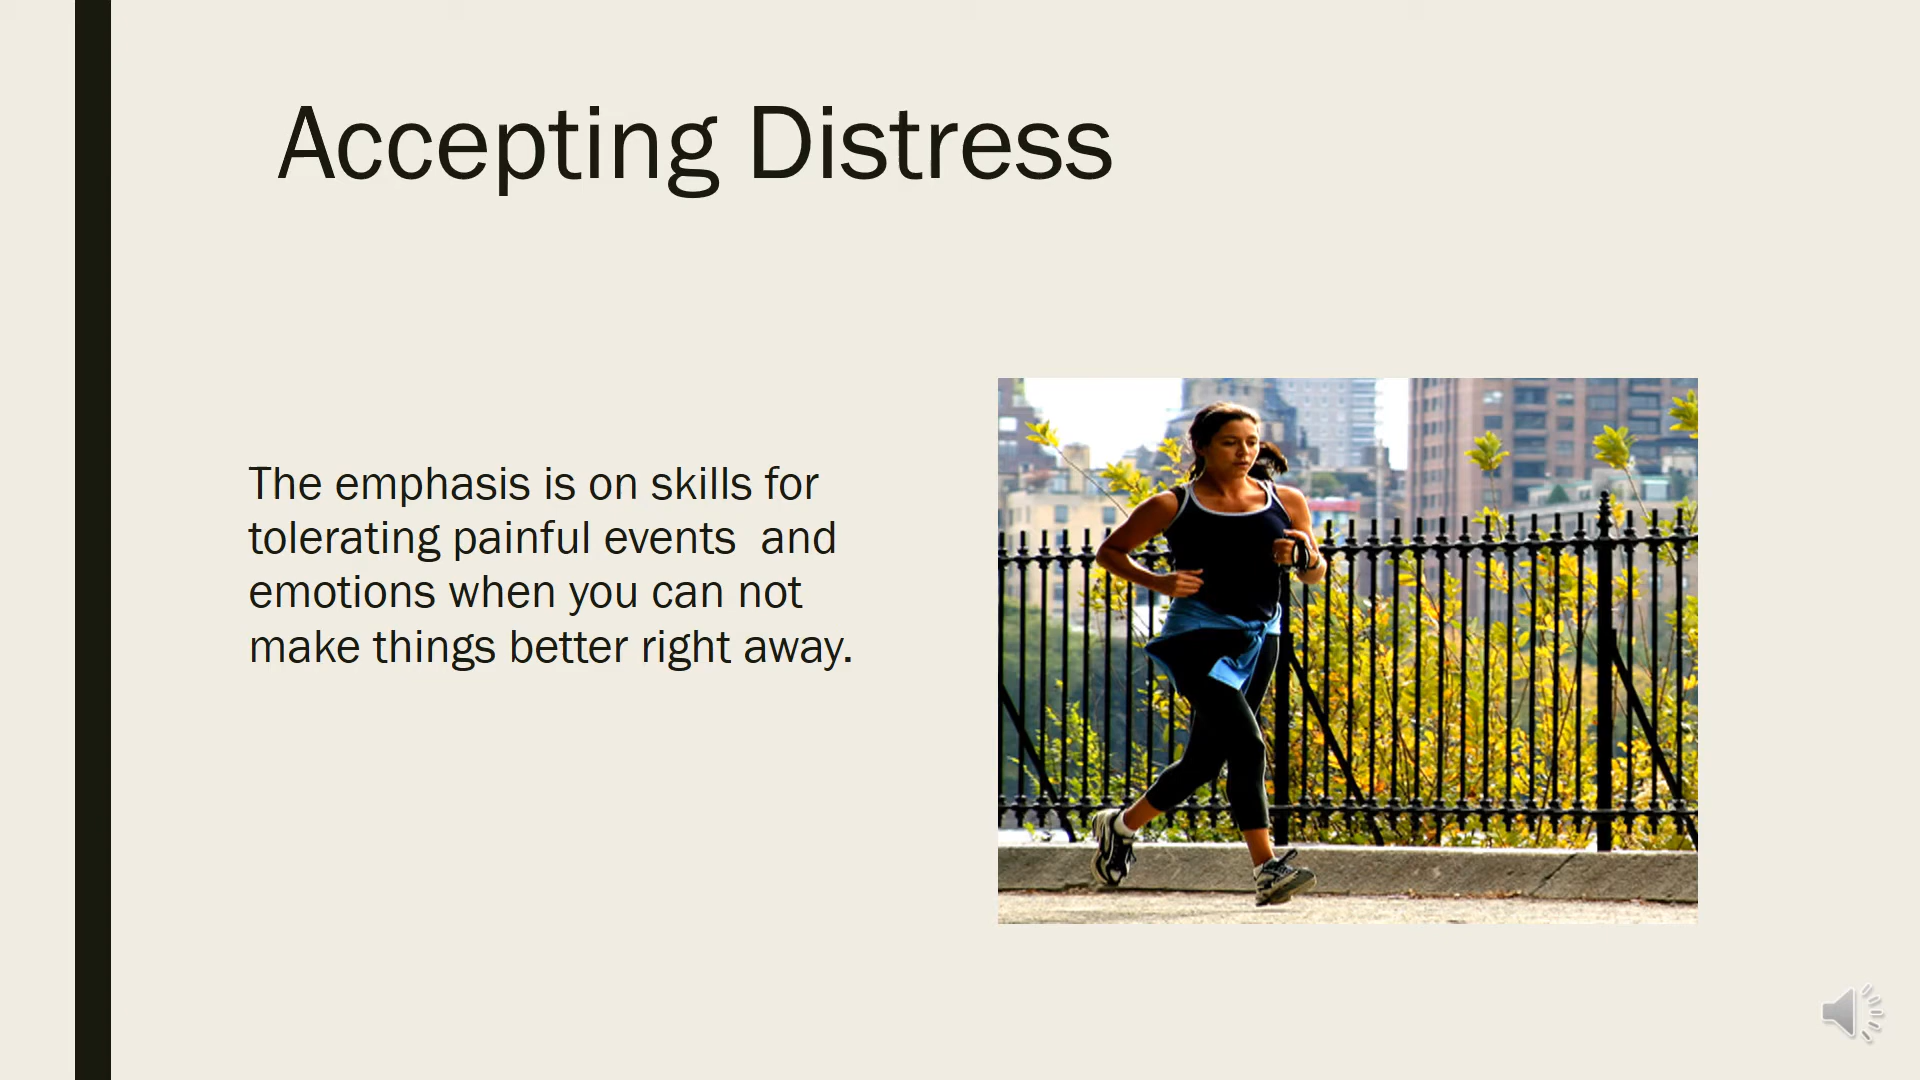 Accepting Distress
The emphasis is on skills for
tolerating painful events  and
emotions when you can not
make things better right away.